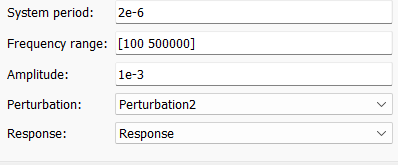 System period: 2e-6
Frequency range: [100 500000]
Amplitude: 1e-3
Perturbation: Perturbation2
Response: Response